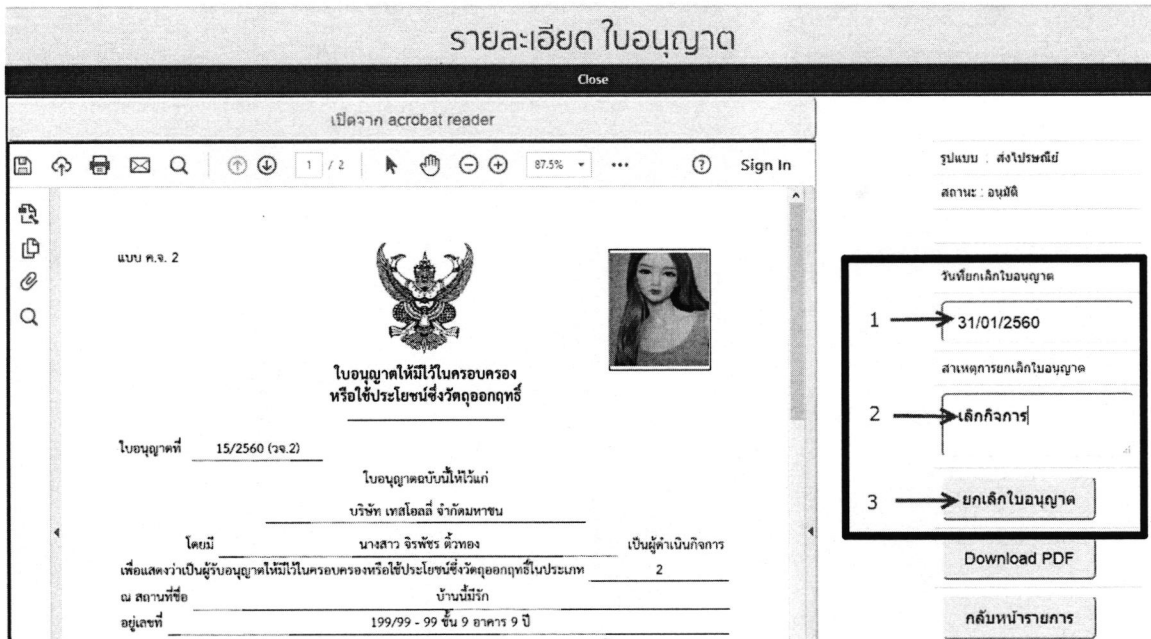 รายละเอียด ใบอนุญาต
Close
เปิดจาก acrobat reader
1 / 2
87.5%
Sign In
แบบ ค.จ. 2
ใบอนุญาตให้มีไว้ในครอบครอง
หรือใช้ประโยชน์ซึ่งวัตถุออกฤทธิ์
ใบอนุญาตที่ 15/2560 (วจ.2)
ใบอนุญาตฉบับนี้ให้ไว้แก่
บริษัท เทสโอลลี่ จำกัดมหาชน
โดยมี นางสาว จิรพัชร ติ้วทอง เป็นผู้ดำเนินกิจการ
เพื่อแสดงว่าเป็นผู้รับอนุญาตให้มีไว้ในครอบครองหรือใช้ประโยชน์ซึ่งวัตถุออกฤทธิ์ในประเภท 2
ณ สถานที่ชื่อ บ้านนี้มีรัก
อยู่เลขที่ 199/99 - 99 ชั้น 9 อาคาร 9 ปี
รูปแบบ : ส่งไปรษณีย์
สถานะ : อนุมัติ
วันที่ยกเลิกใบอนุญาต
1 31/01/2560
สาเหตุการยกเลิกใบอนุญาต
2 เลิกกิจการ
3 ยกเลิกใบอนุญาต
Download PDF
กลับหน้ารายการ